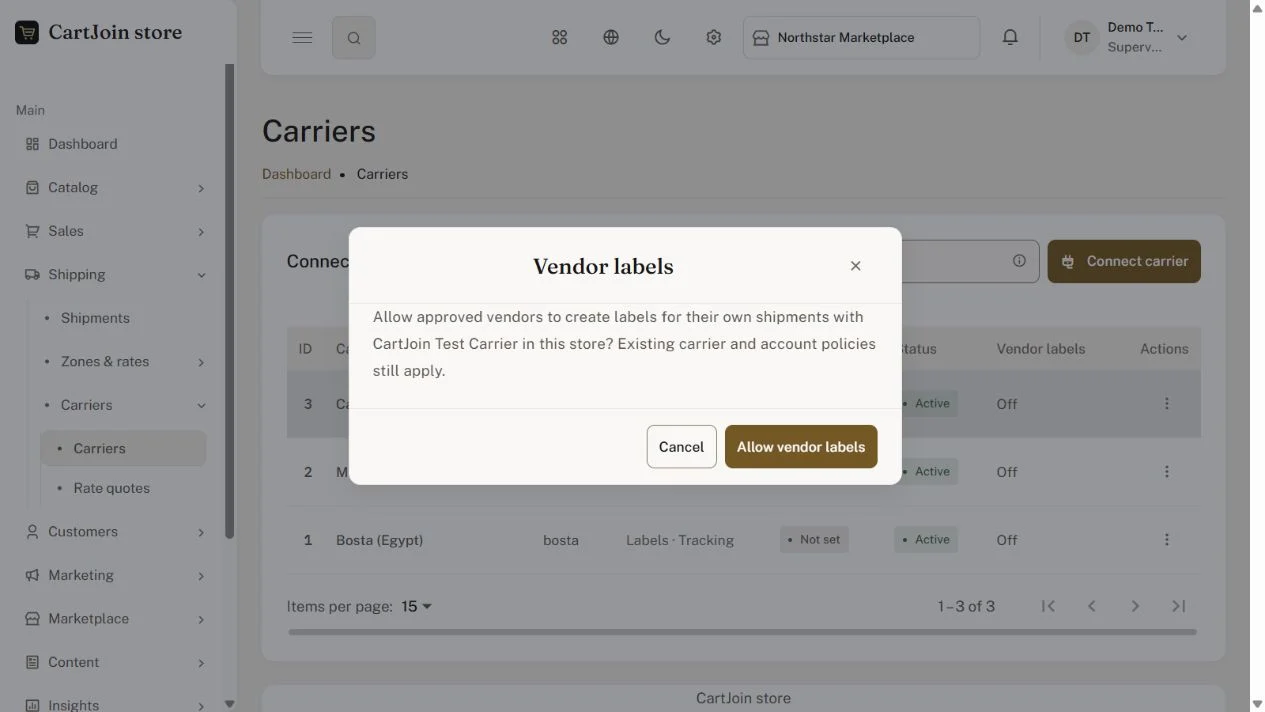 CartJoin store
Northstar Marketplace
DT
Demo T...
Superv...
Main
Dashboard
Catalog
Sales
Shipping
Shipments
Zones & rates
Carriers
Carriers
Rate quotes
Customers
Marketing
Marketplace
Content
Insights
Carriers
Dashboard • Carriers
Connec
Connect carrier
Vendor labels
Allow approved vendors to create labels for their own shipments with
CartJoin Test Carrier in this store? Existing carrier and account policies
still apply.
Cancel
Allow vendor labels
ID Ca Status Vendor labels Actions
3 Ca • Active Off
2 M • Active Off
1 Bosta (Egypt) bosta Labels · Tracking • Not set • Active Off
Items per page: 15 1–3 of 3
CartJoin store